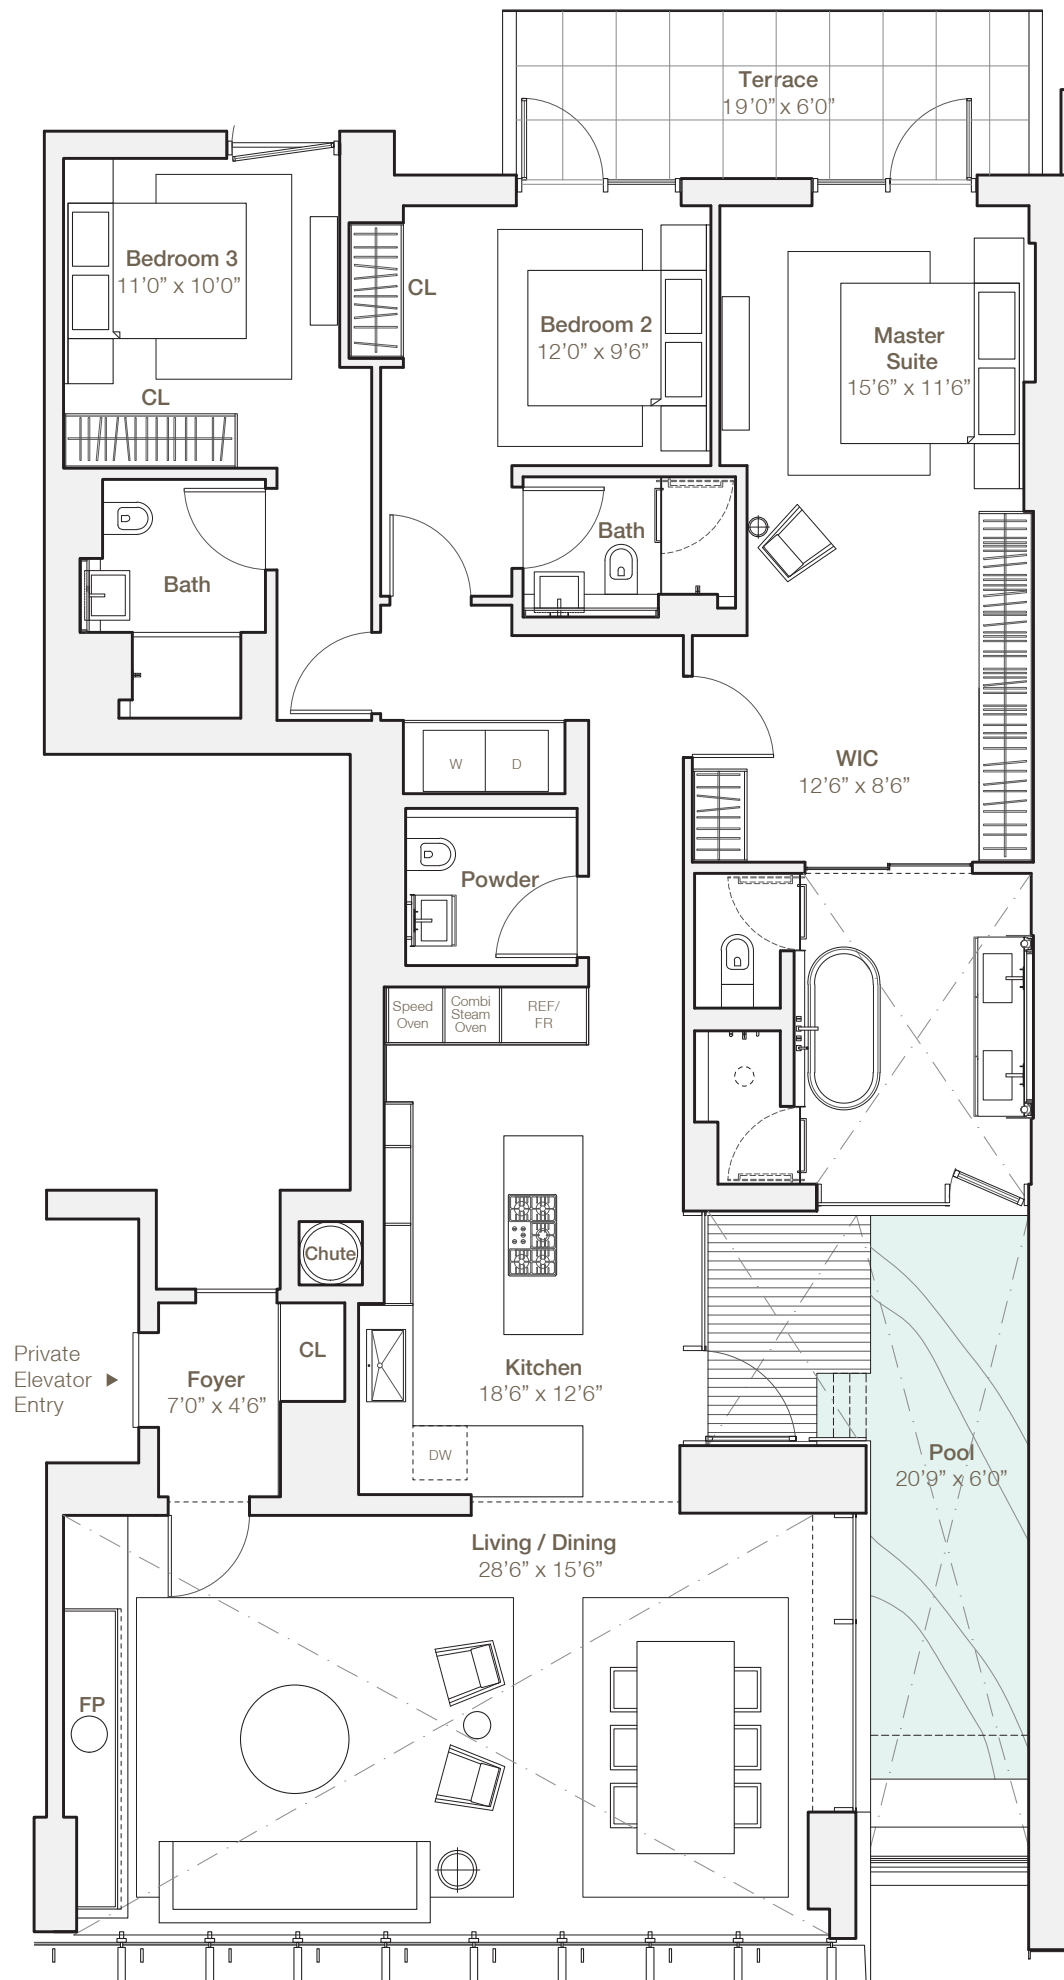 Terrace
19’0” x 6’0”
Bedroom 3
11’0” x 10’0”
CL
CL
Bedroom 2
12’0” x 9’6”
Master
Suite
15’6” x 11’6”
Bath
Bath
W
D
WIC
12’6” x 8’6”
Powder
Speed
Oven
Combi
Steam
Oven
REF/
FR
Chute
CL
Private
Elevator
Entry
Foyer
7’0” x 4’6”
Kitchen
18’6” x 12’6”
DW
Pool
20’9” x 6’0”
Living / Dining
28’6” x 15’6”
FP